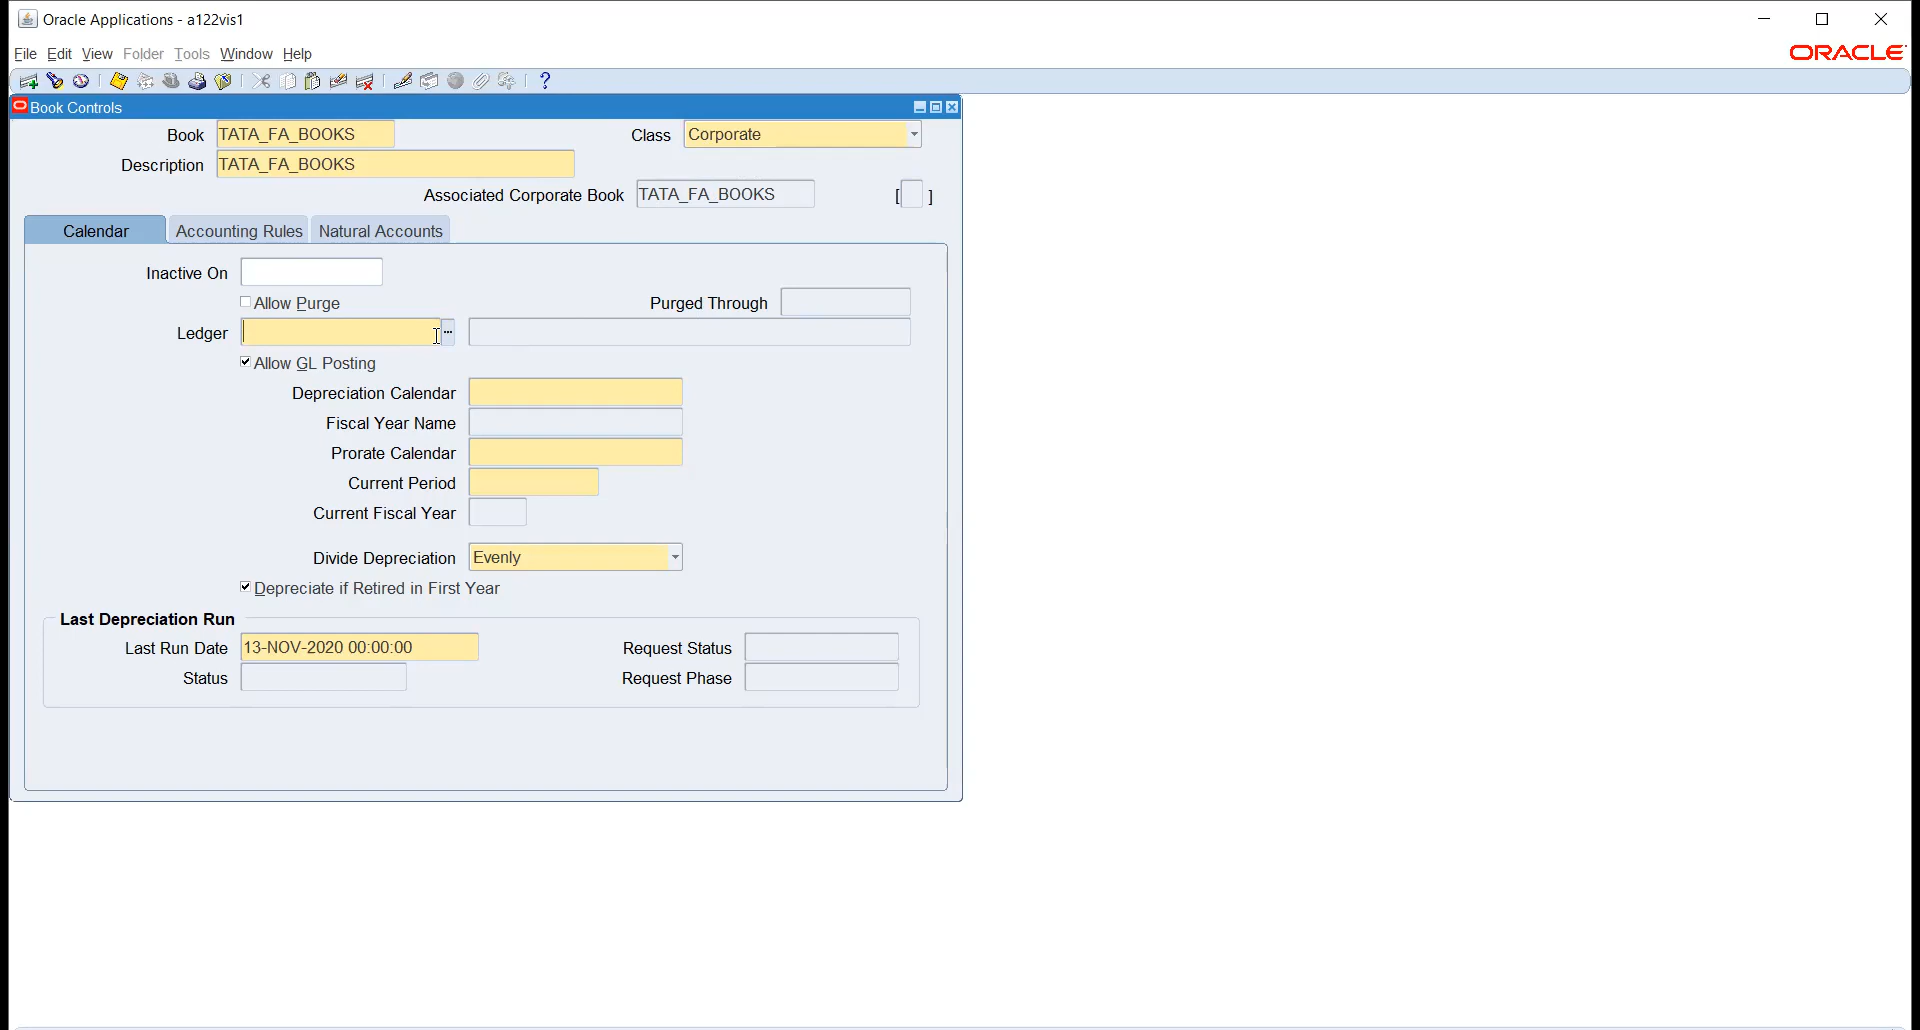 Oracle Applications - a122vis1
File Edit View Folder Tools Window Help
ORACLE
Book Controls
Book TATA_FA_BOOKS Class Corporate
Description TATA_FA_BOOKS
Associated Corporate Book TATA_FA_BOOKS [ ]
Calendar Accounting Rules Natural Accounts
Inactive On
Allow Purge Purged Through
Ledger ...
Allow GL Posting
Depreciation Calendar
Fiscal Year Name
Prorate Calendar
Current Period
Current Fiscal Year
Divide Depreciation Evenly
Depreciate if Retired in First Year
Last Depreciation Run
Last Run Date 13-NOV-2020 00:00:00 Request Status
Status Request Phase